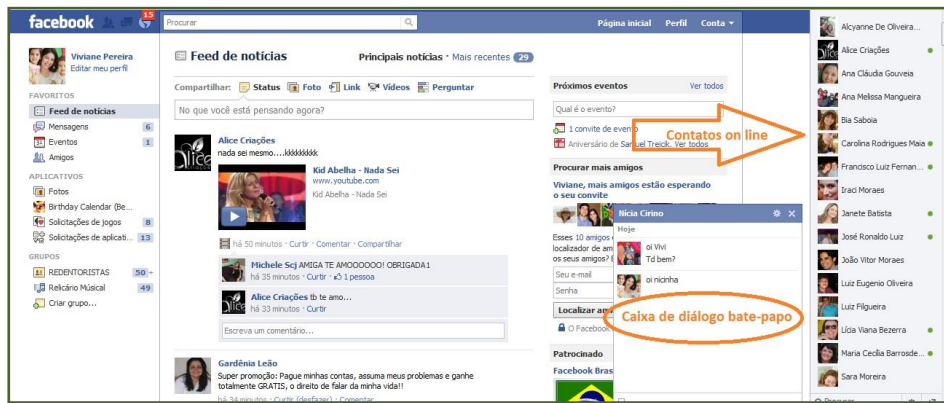 facebook
15
Procurar
Página inicial Perfil Conta
Viviane Pereira
Editar meu perfil
FAVORITOS
Feed de notícias
Mensagens 6
Eventos 1
Amigos
APLICATIVOS
Fotos
Birthday Calendar (Be...
Solicitações de jogos 8
Solicitações de aplicati... 13
GRUPOS
REDENTORISTAS 50+
Relicário Músical 49
Criar grupo...
Feed de notícias
Principais notícias · Mais recentes 29
Compartilhar: Status Foto Link Vídeos Perguntar
No que você está pensando agora?
Alice Criações
nada sei mesmo....kkkkkkkkk
Kid Abelha - Nada Sei
www.youtube.com
Kid Abelha - Nada Sei
há 50 minutos · Curtir · Comentar · Compartilhar
Michele Scj AMIGA TE AMOOOOOO! OBRIGADA1
há 35 minutos · Curtir · 1 pessoa
Alice Criações tb te amo...
há 33 minutos · Curtir
Escreva um comentário...
Gardênia Leão
Super promoção: Pague minhas contas, assuma meus problemas e ganhe
totalmente GRATIS, o direito de falar da minha vida!!
há 34 minutos · Curtir (desfazer) · Comentar
Próximos eventos Ver todos
Qual é o evento?
1 convite de evento
Aniversário de Samuel Treicik. Ver todos
Procurar mais amigos
Viviane, mais amigos estão esperando
o seu convite
Esses 10 amigos
localizador de am
os seus amigos?
Seu e-mail
Senha
Localizar am
O Facebook
Patrocinado
Facebook Bras
Contatos on line
Nícia Cirino
Hoje
oi Vivi
Td bem?
oi nicinha
Caixa de diálogo bate-papo
Alcyanne De Oliveira...
Alice Criações
Ana Cláudia Gouveia
Ana Melissa Mangueira
Bia Saboia
Carolina Rodrigues Maia
Francisco Luiz Fernan...
Iraci Moraes
Janete Batista
José Ronaldo Luiz
João Vitor Moraes
Luiz Eugenio Oliveira
Luiz Filgueira
Lícia Viana Bezerra
Maria Cecília Barrosde...
Sara Moreira
Procurar